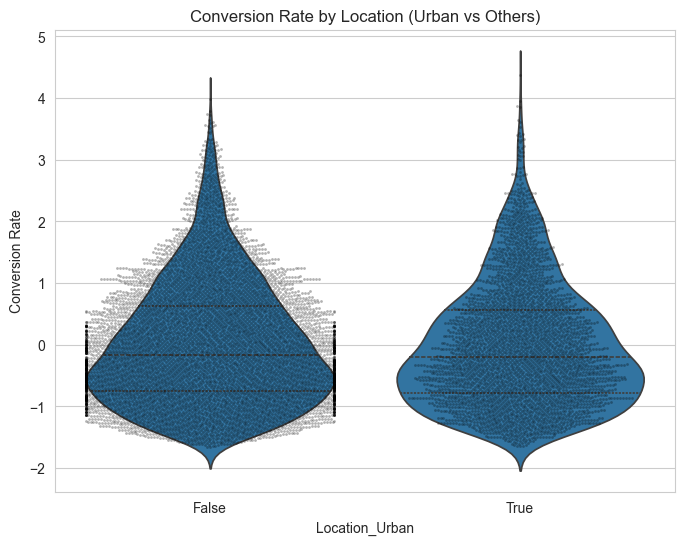 Conversion Rate by Location (Urban vs Others)
5
4
3
2
1
0
−1
−2
Conversion Rate
False
True
Location_Urban